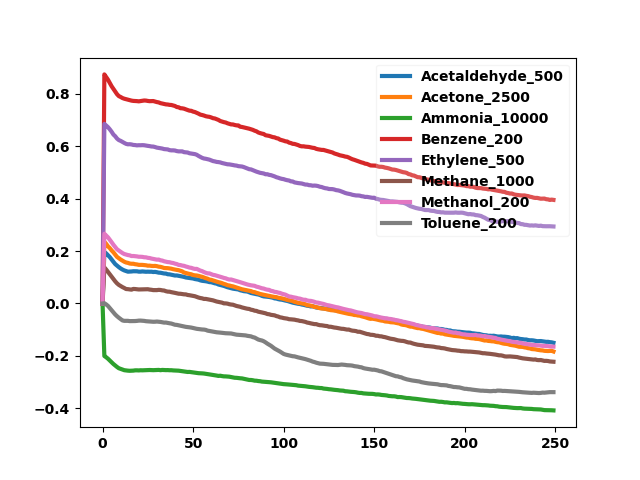 0.8
0.6
0.4
0.2
0.0
−0.2
−0.4
0
50
100
150
200
250
Acetaldehyde_500
Acetone_2500
Ammonia_10000
Benzene_200
Ethylene_500
Methane_1000
Methanol_200
Toluene_200